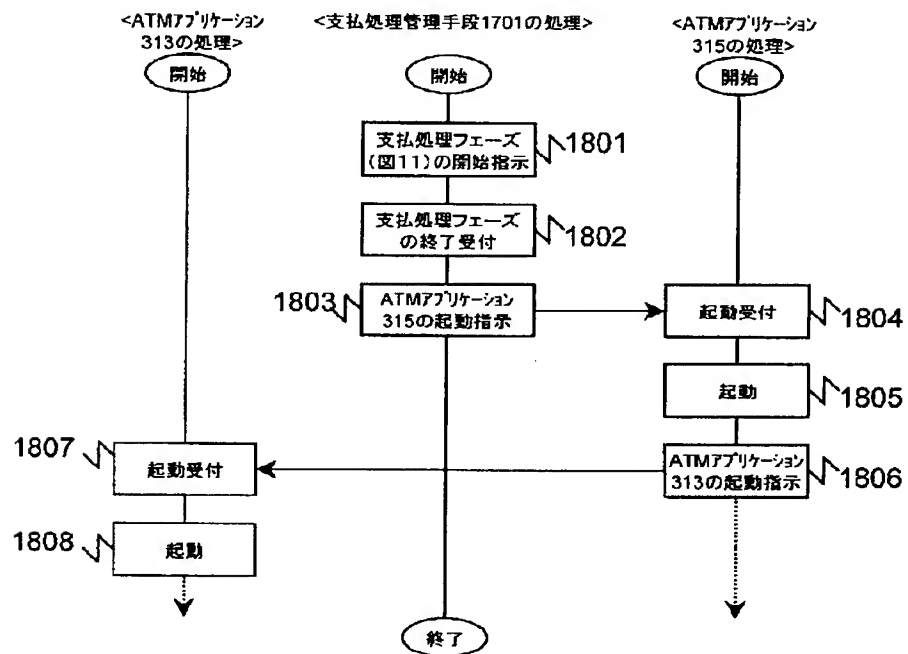 <ATMアプリケーション
313の処理>
<支払処理管理手段1701の処理>
<ATMアプリケーション
315の処理>
開始
開始
開始
支払処理フェーズ
(図11)の開始指示
1801
支払処理フェーズ
の終了受付
1802
1803
ATMアプリケーション
315の起動指示
起動受付
1804
起動
1805
1807
起動受付
ATMアプリケーション
313の起動指示
1806
1808
起動
終了